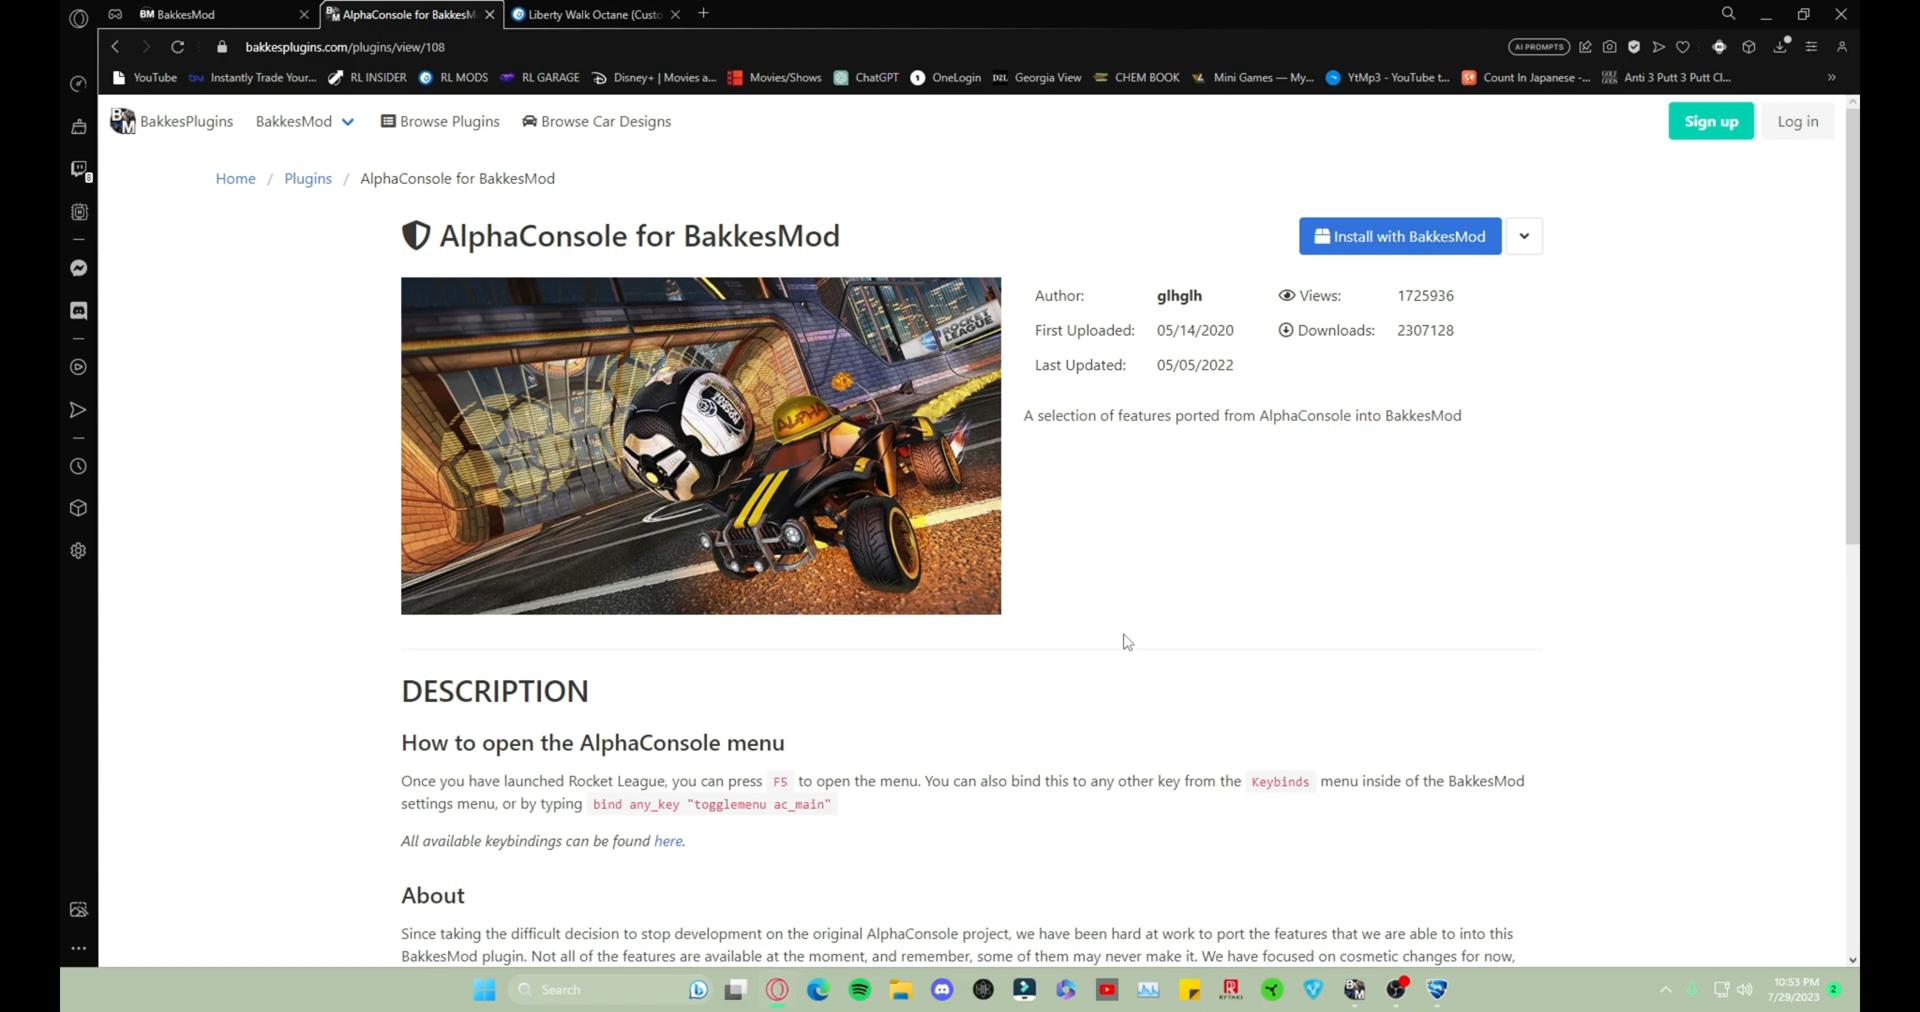 BM BakkesMod
AlphaConsole for BakkesM
Liberty Walk Octane (Custo
bakkesplugins.com/plugins/view/108
AI PROMPTS
YouTube
Instantly Trade Your...
RL INSIDER
RL MODS
RL GARAGE
Disney+ | Movies a...
Movies/Shows
ChatGPT
OneLogin
D2L Georgia View
CHEM BOOK
Mini Games — My...
YtMp3 - YouTube t...
Count In Japanese -...
Anti 3 Putt 3 Putt Cl...
BakkesPlugins
BakkesMod
Browse Plugins
Browse Car Designs
Sign up
Log in
Home / Plugins / AlphaConsole for BakkesMod
AlphaConsole for BakkesMod
Install with BakkesMod
ROCKET LEAGUE
ALPHA
Author: glhglh Views: 1725936
First Uploaded: 05/14/2020 Downloads: 2307128
Last Updated: 05/05/2022
A selection of features ported from AlphaConsole into BakkesMod
DESCRIPTION
How to open the AlphaConsole menu
Once you have launched Rocket League, you can press F5 to open the menu. You can also bind this to any other key from the Keybinds menu inside of the BakkesMod
settings menu, or by typing bind any_key "togglemenu ac_main"
All available keybindings can be found here.
About
Since taking the difficult decision to stop development on the original AlphaConsole project, we have been hard at work to port the features that we are able to into this
BakkesMod plugin. Not all of the features are available at the moment, and remember, some of them may never make it. We have focused on cosmetic changes for now,
Search
10:53 PM
7/29/2023
2